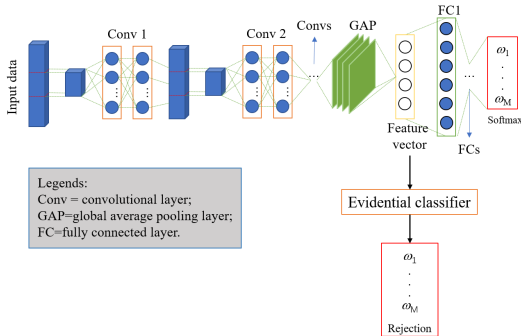 Input data
Conv 1
Conv 2
Convs
...
GAP
Feature
vector
FC1
...
FCs
ω1
.
.
.
ωM
Softmax
Legends:
Conv = convolutional layer;
GAP=global average pooling layer;
FC=fully connected layer.
Evidential classifier
ω1
.
.
.
ωM
Rejection